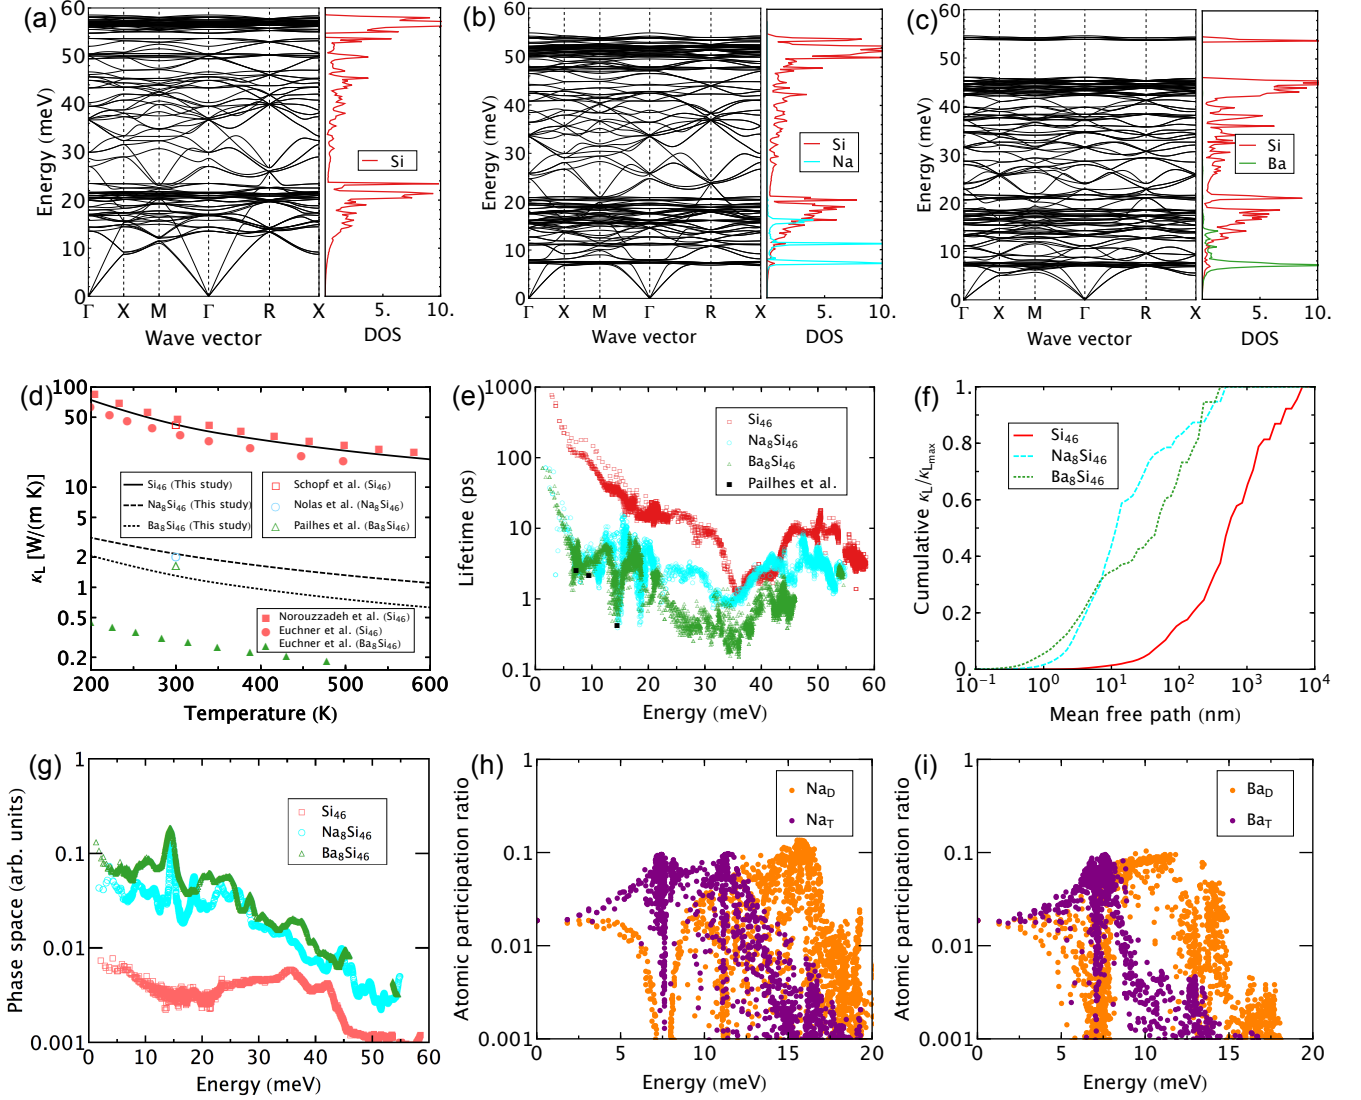 (a)
60
50
40
30
20
10
0
Energy (meV)
Γ X M Γ R X
Wave vector
5. 10.
DOS
Si
(b)
60
50
40
30
20
10
0
Energy (meV)
Γ X M Γ R X
Wave vector
5. 10.
DOS
Si
Na
(c)
60
50
40
30
20
10
0
Energy (meV)
Γ X M Γ R X
Wave vector
5. 10.
DOS
Si
Ba
(d)
100
50
10
5
2
1
0.5
0.2
κL [W/(m K)]
200 300 400 500 600
Temperature (K)
Si46 (This study)
Na8Si46 (This study)
Ba8Si46 (This study)
Schopf et al. (Si46)
Nolas et al. (Na8Si46)
Pailhes et al. (Ba8Si46)
Norouzzadeh et al. (Si46)
Euchner et al. (Si46)
Euchner et al. (Ba8Si46)
(e)
1000
100
10
1
0.1
Lifetime (ps)
0 10 20 30 40 50 60
Energy (meV)
Si46
Na8Si46
Ba8Si46
Pailhes et al.
(f)
1
0.8
0.6
0.4
0.2
0
Cumulative κL/κLmax
10−1 100 101 102 103 104
Mean free path (nm)
Si46
Na8Si46
Ba8Si46
(g)
1
0.1
0.01
0.001
Phase space (arb. units)
0 10 20 30 40 50 60
Energy (meV)
Si46
Na8Si46
Ba8Si46
(h)
1
0.1
0.01
0.001
Atomic participation ratio
0 5 10 15 20
Energy (meV)
NaD
NaT
(i)
1
0.1
0.01
0.001
Atomic participation ratio
0 5 10 15 20
Energy (meV)
BaD
BaT